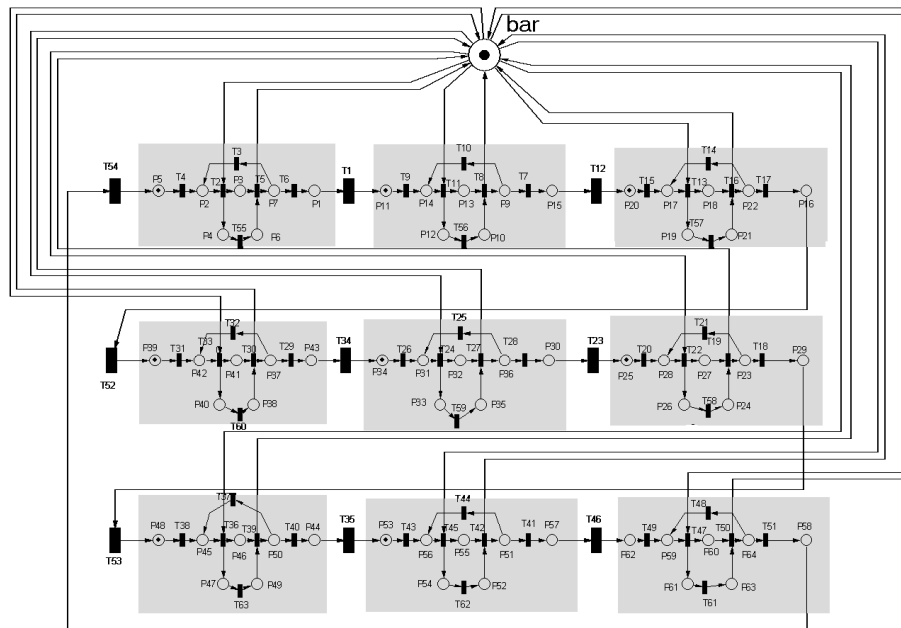 bar
T3 T10 T14
T54 T1 T12
P5 T4 T2 P3 T5 T6
P2 P7 P1
P11 T9 T11 T8 T7
P14 P13 P9 P15
P20 T15 T13 T16 T17
P17 P18 P22 P16
P4 T55 P6
P12 T56 P10
P19 T57 P21
T32 T25 T21
P39 T31 T33 T30 T29 P43 T34
P42 P41 P37
T26 T24 T27 T28 P30 T23
P34 P31 P32 P36
T20 T22 T19 T18 P29
P25 P28 P27 P23
T52
P40 T60 P38
P33 T59 P35
P26 T58 P24
T37 T44 T48
P48 T38 T36 T39 T40 P44 T35
P45 P46 P50
P53 T43 T45 T42 T41 P57 T46
P56 P55 P51
T49 T47 T50 T51 P58
P62 P59 P60 P64
T53
P47 T63 P49
P54 T62 P52
P61 T61 P63